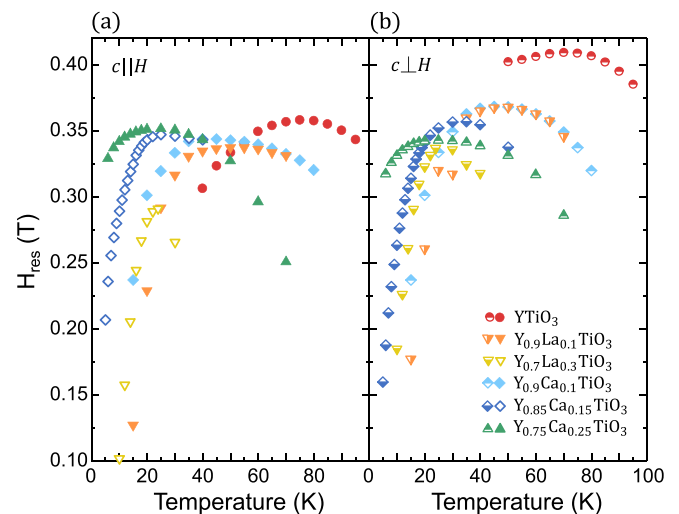 (a)
(b)
c||H
c⊥H
0.40
0.35
0.30
0.25
0.20
0.15
0.10
H_res (T)
YTiO₃
Y₀.₉La₀.₁TiO₃
Y₀.₇La₀.₃TiO₃
Y₀.₉Ca₀.₁TiO₃
Y₀.₈₅Ca₀.₁₅TiO₃
Y₀.₇₅Ca₀.₂₅TiO₃
0 20 40 60 80 0 20 40 60 80 100
Temperature (K) Temperature (K)